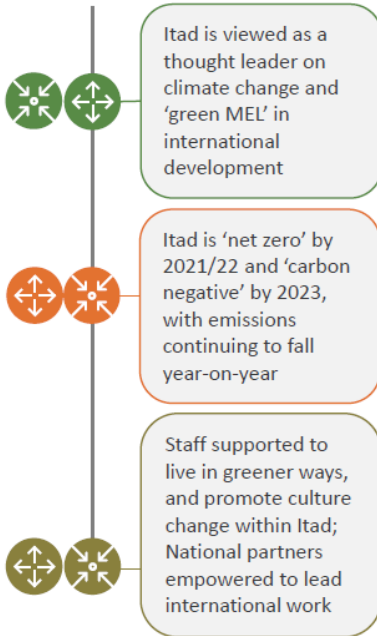 Itad is viewed as a
thought leader on
climate change and
‘green MEL’ in
international
development
Itad is ‘net zero’ by
2021/22 and ‘carbon
negative’ by 2023,
with emissions
continuing to fall
year-on-year
Staff supported to
live in greener ways,
and promote culture
change within Itad;
National partners
empowered to lead
international work